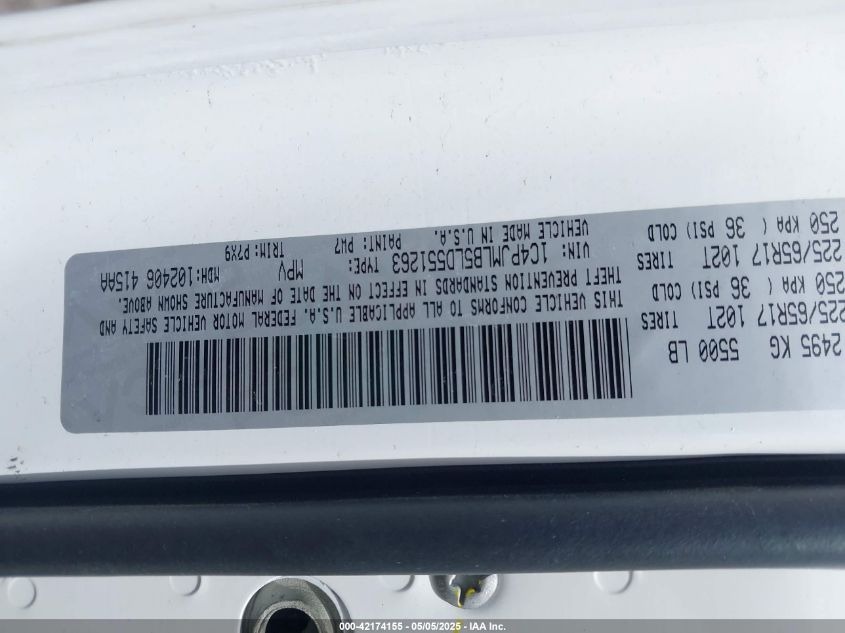 2495 KG 5500 LB
225/65R17 102T TIRES
250 KPA ( 36 PSI) COLD
225/65R17 102T TIRES
250 KPA ( 36 PSI) COLD
THIS VEHICLE CONFORMS TO ALL APPLICABLE U.S.A. FEDERAL MOTOR VEHICLE SAFETY AND
THEFT PREVENTION STANDARDS IN EFFECT ON THE DATE OF MANUFACTURE SHOWN ABOVE.
VIN: 1C4PJMLB5LD551263 TYPE: MPV MDH:102406 415AA
VEHICLE MADE IN U.S.A. PAINT: PW7 TRIM:P7X9
000-42174155 - 05/05/2025 - IAA Inc.